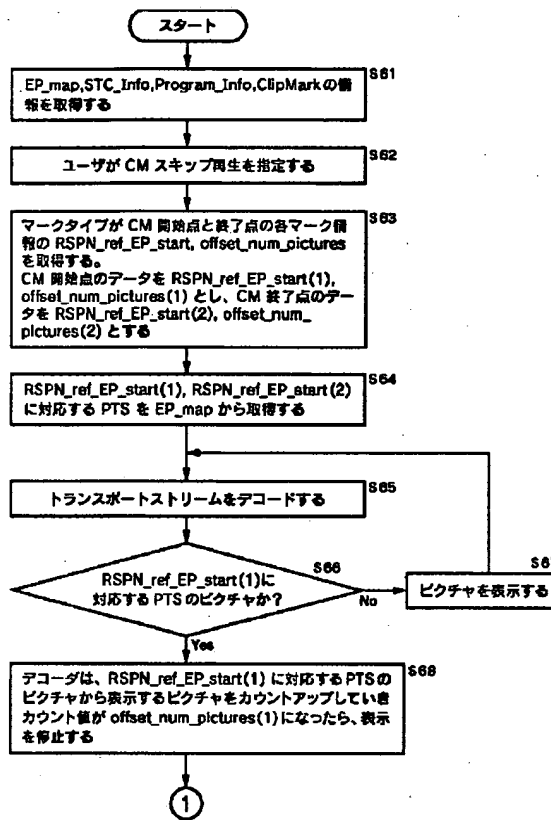 スタート
S61
EP_map,STC_Info,Program_Info,ClipMarkの情
報を取得する
S62
ユーザが CM スキップ再生を指定する
S63
マークタイプが CM 開始点と終了点の各マーク情
報の RSPN_ref_EP_start, offset_num_pictures
を取得する。
CM 開始点のデータを RSPN_ref_EP_start(1),
offset_num_pictures(1) とし、CM 終了点のデー
タを RSPN_ref_EP_start(2), offset_num_
pictures(2) とする
S64
RSPN_ref_EP_start(1), RSPN_ref_EP_start(2)
に対応する PTS を EP_map から取得する
S65
トランスポートストリームをデコードする
S66
RSPN_ref_EP_start(1)に
対応する PTS のピクチャか?
No
ピクチャを表示する
Yes
S68
デコーダは、RSPN_ref_EP_start(1) に対応する PTS の
ピクチャから表示するピクチャをカウントアップしていき
カウント値が offset_num_pictures(1) になったら、表示
を停止する
1